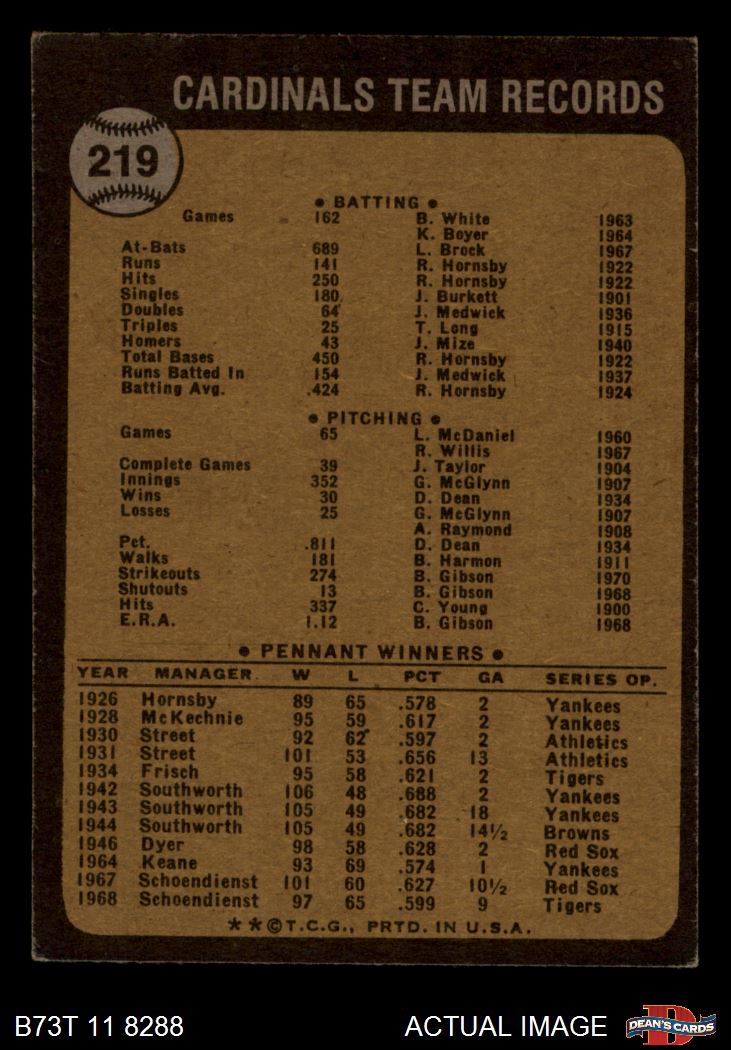 CARDINALS TEAM RECORDS
219
• BATTING •
Games 162 B. White 1963
K. Boyer 1964
At-Bats 689 L. Brock 1967
Runs 141 R. Hornsby 1922
Hits 250 R. Hornsby 1922
Singles 180 J. Burkett 1901
Doubles 64 J. Medwick 1936
Triples 25 T. Long 1915
Homers 43 J. Mize 1940
Total Bases 450 R. Hornsby 1922
Runs Batted In 154 J. Medwick 1937
Batting Avg. .424 R. Hornsby 1924
• PITCHING •
Games 65 L. McDaniel 1960
R. Willis 1967
Complete Games 39 J. Taylor 1904
Innings 352 G. McGlynn 1907
Wins 30 D. Dean 1934
Losses 25 G. McGlynn 1907
A. Raymond 1908
Pct. .811 D. Dean 1934
Walks 181 B. Harmon 1911
Strikeouts 274 B. Gibson 1970
Shutouts 13 B. Gibson 1968
Hits 337 C. Young 1900
E.R.A. 1.12 B. Gibson 1968
• PENNANT WINNERS •
YEAR MANAGER W L PCT GA SERIES OP.
1926 Hornsby 89 65 .578 2 Yankees
1928 McKechnie 95 59 .617 2 Yankees
1930 Street 92 62 .597 2 Athletics
1931 Street 101 53 .656 13 Athletics
1934 Frisch 95 58 .621 2 Tigers
1942 Southworth 106 48 .688 2 Yankees
1943 Southworth 105 49 .682 18 Yankees
1944 Southworth 105 49 .682 14½ Browns
1946 Dyer 98 58 .628 2 Red Sox
1964 Keane 93 69 .574 1 Yankees
1967 Schoendienst 101 60 .627 10½ Red Sox
1968 Schoendienst 97 65 .599 9 Tigers
★ ★ © T.C.G., PRTD. IN U.S.A.
B73T 11 8288 ACTUAL IMAGE D DEAN'S CARDS